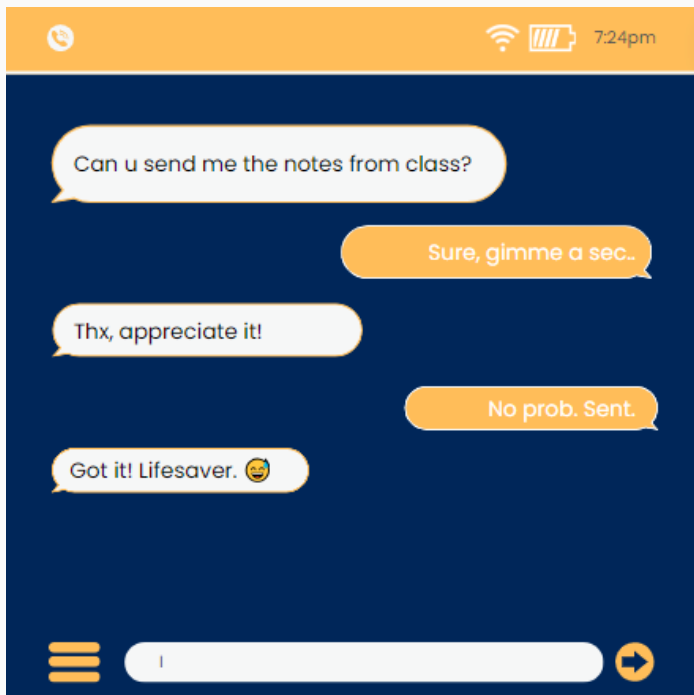 7:24pm
Can u send me the notes from class?
Sure, gimme a sec..
Thx, appreciate it!
No prob. Sent.
Got it! Lifesaver. 😅